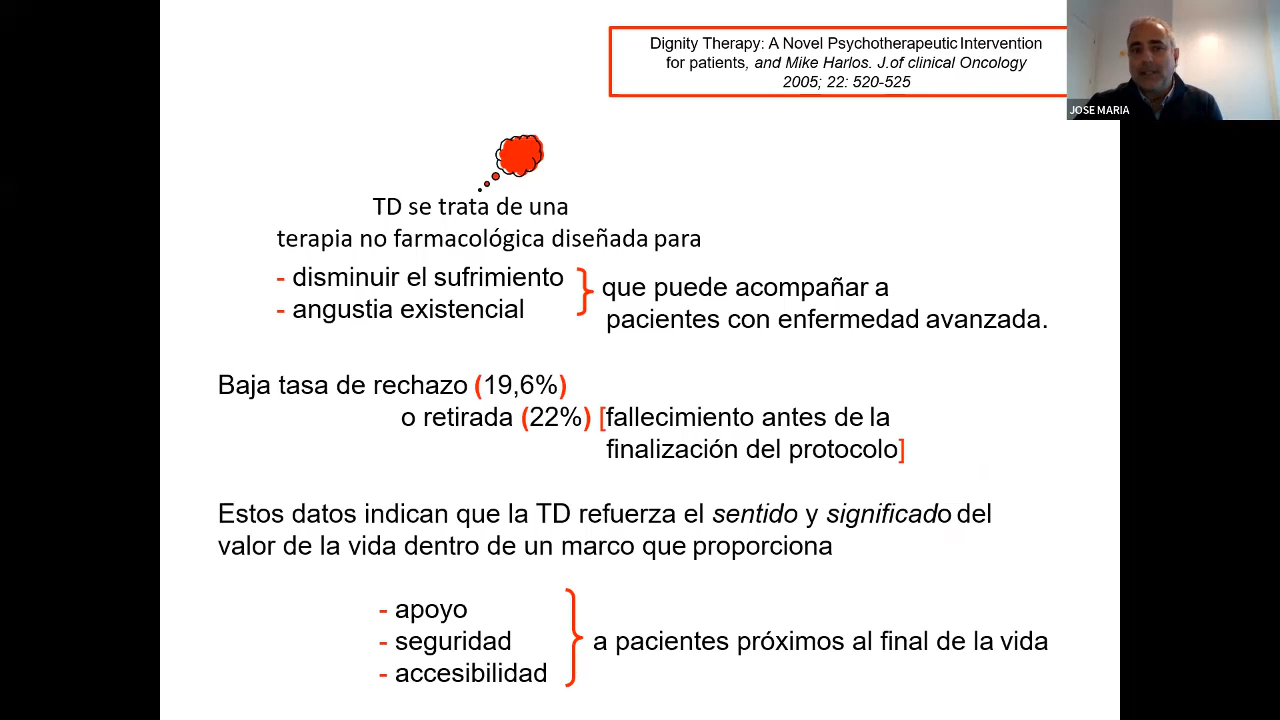 Dignity Therapy: A Novel Psychotherapeutic Intervention
for patients, and Mike Harlos. J.of clinical Oncology
2005; 22: 520-525
JOSE MARIA
TD se trata de una
terapia no farmacológica diseñada para
- disminuir el sufrimiento
- angustia existencial
que puede acompañar a
pacientes con enfermedad avanzada.
Baja tasa de rechazo (19,6%)
o retirada (22%) [fallecimiento antes de la
finalización del protocolo]
Estos datos indican que la TD refuerza el sentido y significado del
valor de la vida dentro de un marco que proporciona
- apoyo
- seguridad
- accesibilidad
a pacientes próximos al final de la vida